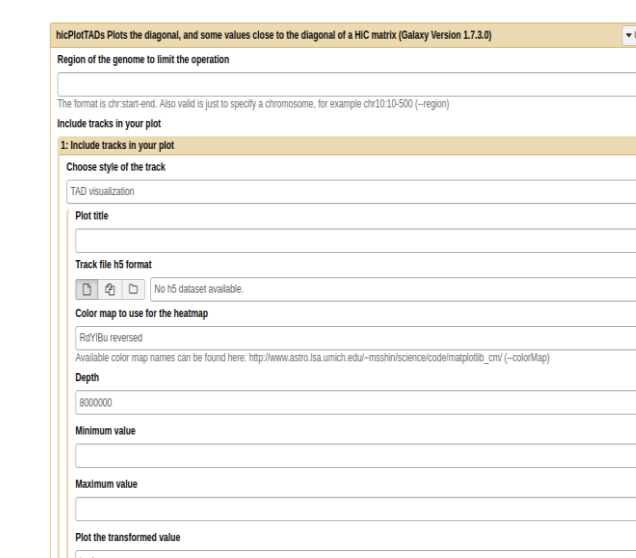 hicPlotTADs Plots the diagonal, and some values close to the diagonal of a HiC matrix (Galaxy Version 1.7.3.0)
Region of the genome to limit the operation
The format is chr:start-end. Also valid is just to specify a chromosome, for example chr10:10-500 (--region)
Include tracks in your plot
1: Include tracks in your plot
Choose style of the track
TAD visualization
Plot title
Track file h5 format
No h5 dataset available.
Color map to use for the heatmap
RdYlBu reversed
Available color map names can be found here: http://www.astro.lsa.umich.edu/~msshin/science/code/matplotlib_cm/ (--colorMap)
Depth
8000000
Minimum value
Maximum value
Plot the transformed value